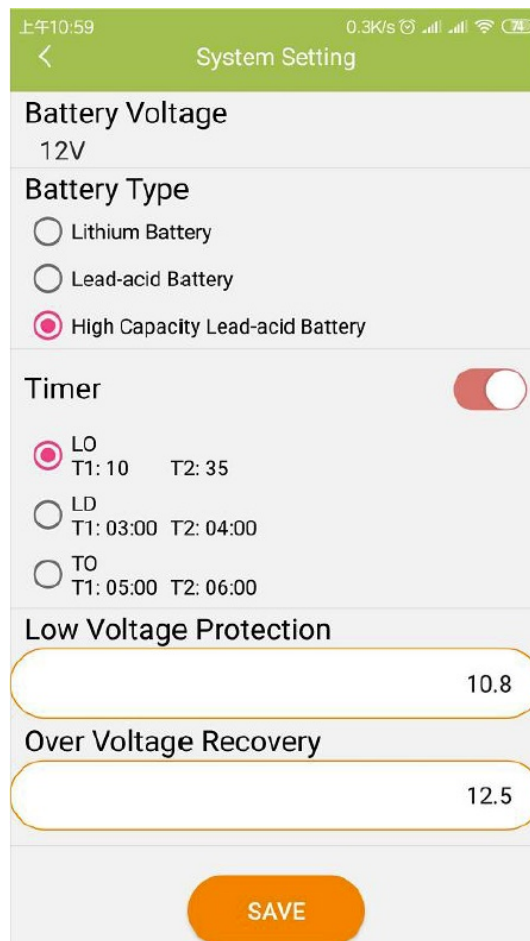 上午10:59 0.3K/s 74
System Setting
Battery Voltage
12V
Battery Type
Lithium Battery
Lead-acid Battery
High Capacity Lead-acid Battery
Timer
LO
T1: 10 T2: 35
LD
T1: 03:00 T2: 04:00
TO
T1: 05:00 T2: 06:00
Low Voltage Protection
10.8
Over Voltage Recovery
12.5
SAVE